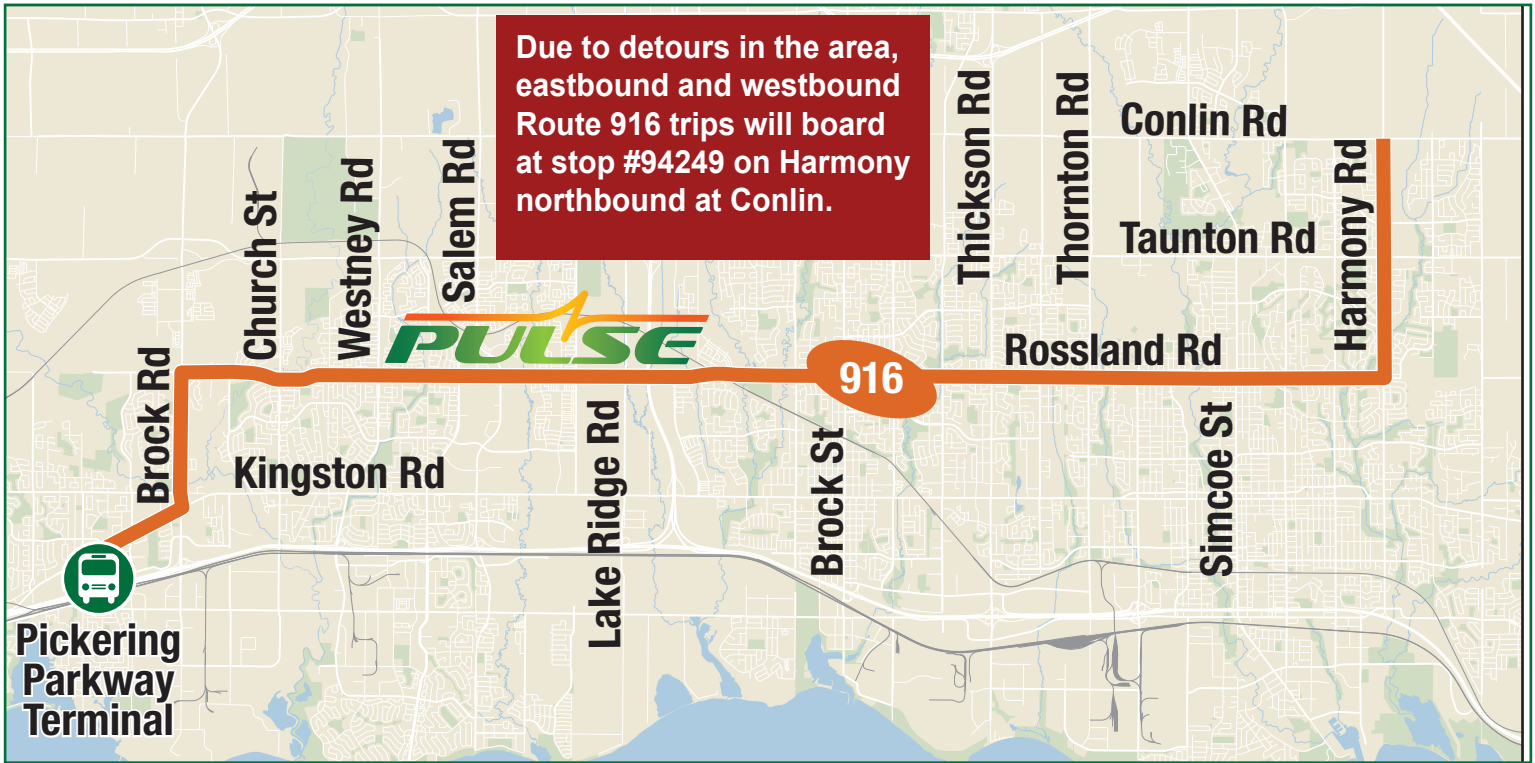 Due to detours in the area,
eastbound and westbound
Route 916 trips will board
at stop #94249 on Harmony
northbound at Conlin.
Conlin Rd
Thickson Rd
Thornton Rd
Harmony Rd
Taunton Rd
Church St
Westney Rd
Salem Rd
PULSE
Rossland Rd
916
Brock Rd
Kingston Rd
Lake Ridge Rd
Brock St
Simcoe St
Pickering
Parkway
Terminal